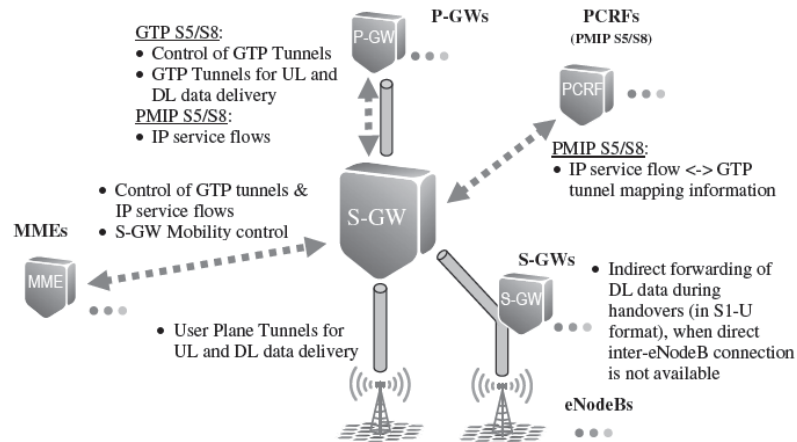 P-GWs
PCRFs
(PMIP S5/S8)
GTP S5/S8:
• Control of GTP Tunnels
• GTP Tunnels for UL and
DL data delivery
PMIP S5/S8:
• IP service flows
P-GW
PCRF
PMIP S5/S8:
• IP service flow <-> GTP
tunnel mapping information
• Control of GTP tunnels &
IP service flows
• S-GW Mobility control
S-GW
MMEs
MME
S-GWs
S-GW
• Indirect forwarding of
DL data during
handovers (in S1-U
format), when direct
inter-eNodeB connection
is not available
• User Plane Tunnels for
UL and DL data delivery
eNodeBs